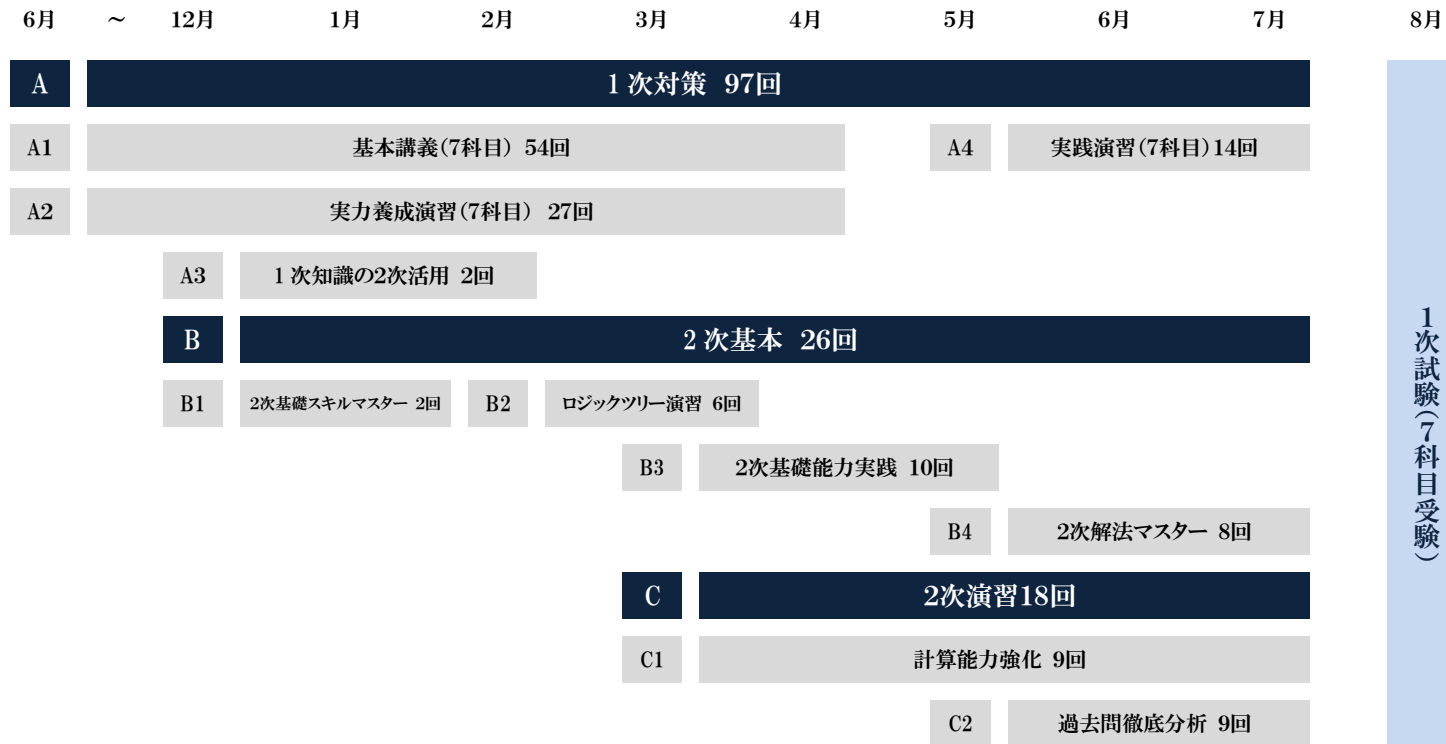 6月 ~ 12月 1月 2月 3月 4月 5月 6月 7月 8月
A 1次対策 97回
A1 基本講義(7科目) 54回 A4 実践演習(7科目)14回
A2 実力養成演習(7科目) 27回
A3 1次知識の2次活用 2回
B 2次基本 26回
B1 2次基礎スキルマスター 2回 B2 ロジックツリー演習 6回
B3 2次基礎能力実践 10回
B4 2次解法マスター 8回
C 2次演習18回
C1 計算能力強化 9回
C2 過去問徹底分析 9回
1次試験(7科目受験)